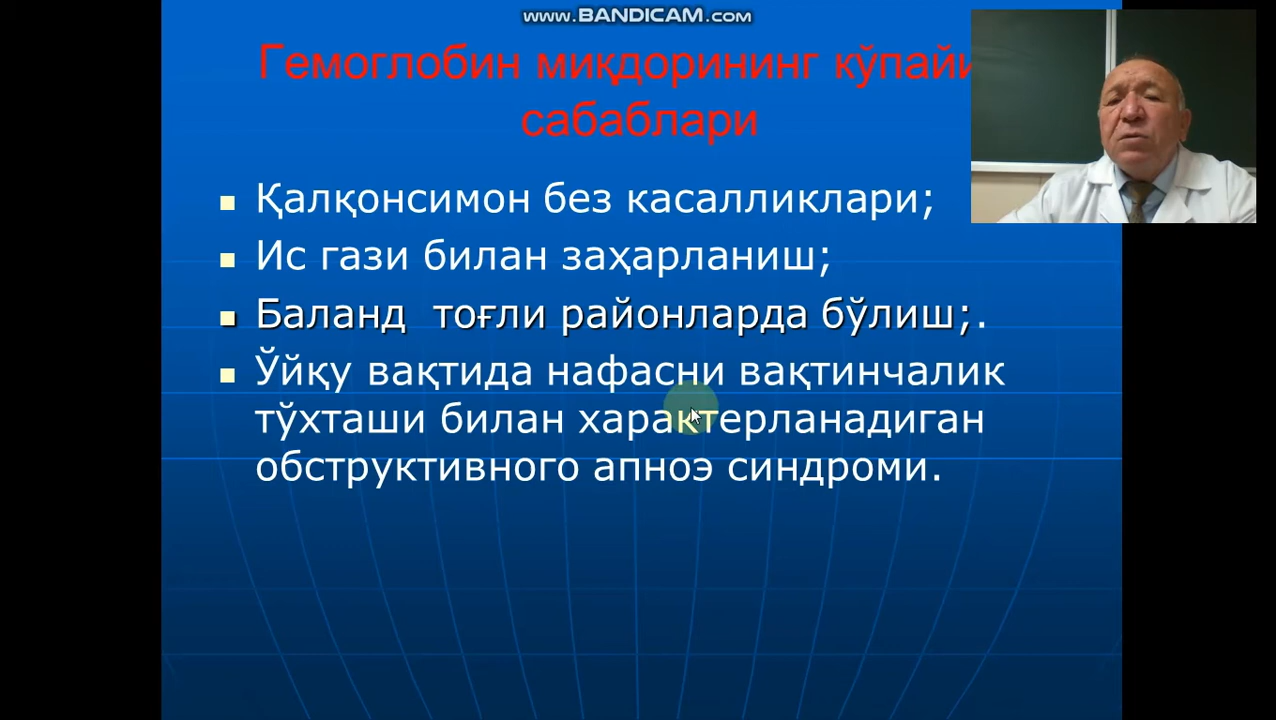 www.BANDICAM.com
Гемоглобин миқдорининг
сабаблари
Қалқонсимон без касалликлари;
Ис гази билан заҳарланиш;
Баланд тоғли районларда бўлиш;.
Ўйқу вақтида нафасни вақтинчалик
тўхташи билан характерланадиган
обструктивного апноэ синдроми.